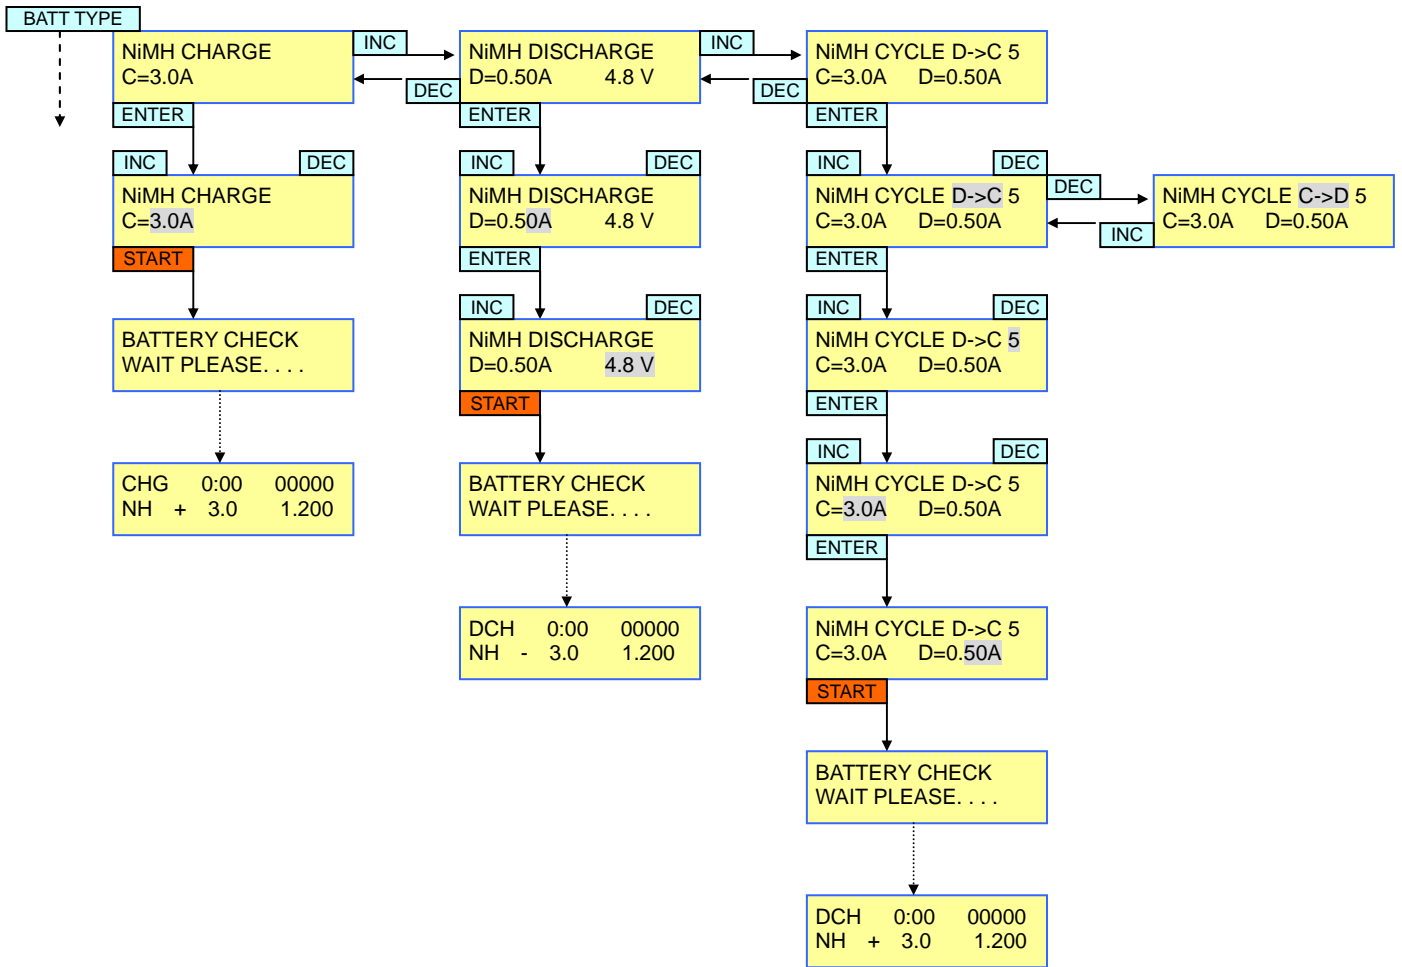 BATT TYPE
NiMH CHARGE
C=3.0A
INC
DEC
NiMH DISCHARGE
D=0.50A 4.8 V
INC
DEC
NiMH CYCLE D->C 5
C=3.0A D=0.50A
ENTER
ENTER
ENTER
INC DEC
NiMH CHARGE
C=3.0A
START
INC DEC
NiMH DISCHARGE
D=0.50A 4.8 V
ENTER
INC DEC
NiMH CYCLE D->C 5
C=3.0A D=0.50A
ENTER
DEC
INC
NiMH CYCLE C->D 5
C=3.0A D=0.50A
BATTERY CHECK
WAIT PLEASE. . . .
INC DEC
NiMH DISCHARGE
D=0.50A 4.8 V
START
INC DEC
NiMH CYCLE D->C 5
C=3.0A D=0.50A
ENTER
CHG 0:00 00000
NH + 3.0 1.200
BATTERY CHECK
WAIT PLEASE. . . .
INC DEC
NiMH CYCLE D->C 5
C=3.0A D=0.50A
ENTER
DCH 0:00 00000
NH - 3.0 1.200
NiMH CYCLE D->C 5
C=3.0A D=0.50A
START
BATTERY CHECK
WAIT PLEASE. . . .
DCH 0:00 00000
NH + 3.0 1.200